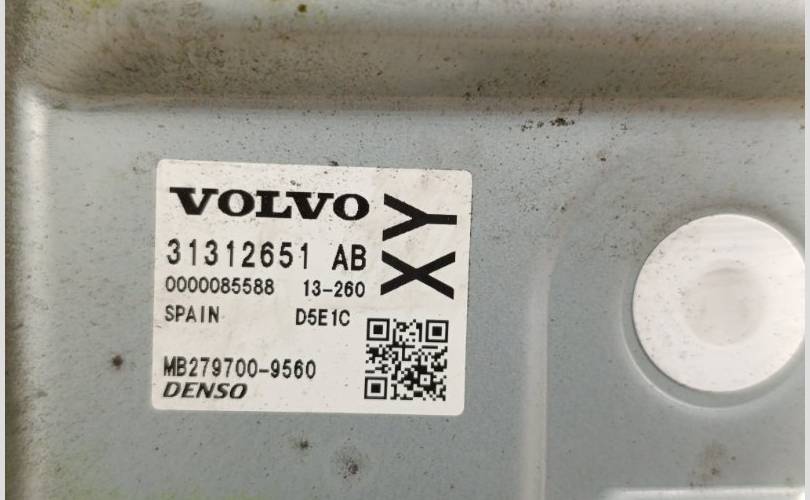 VOLVO
31312651 AB
XY
0000085588 13-260
SPAIN D5E1C
MB279700-9560
DENSO